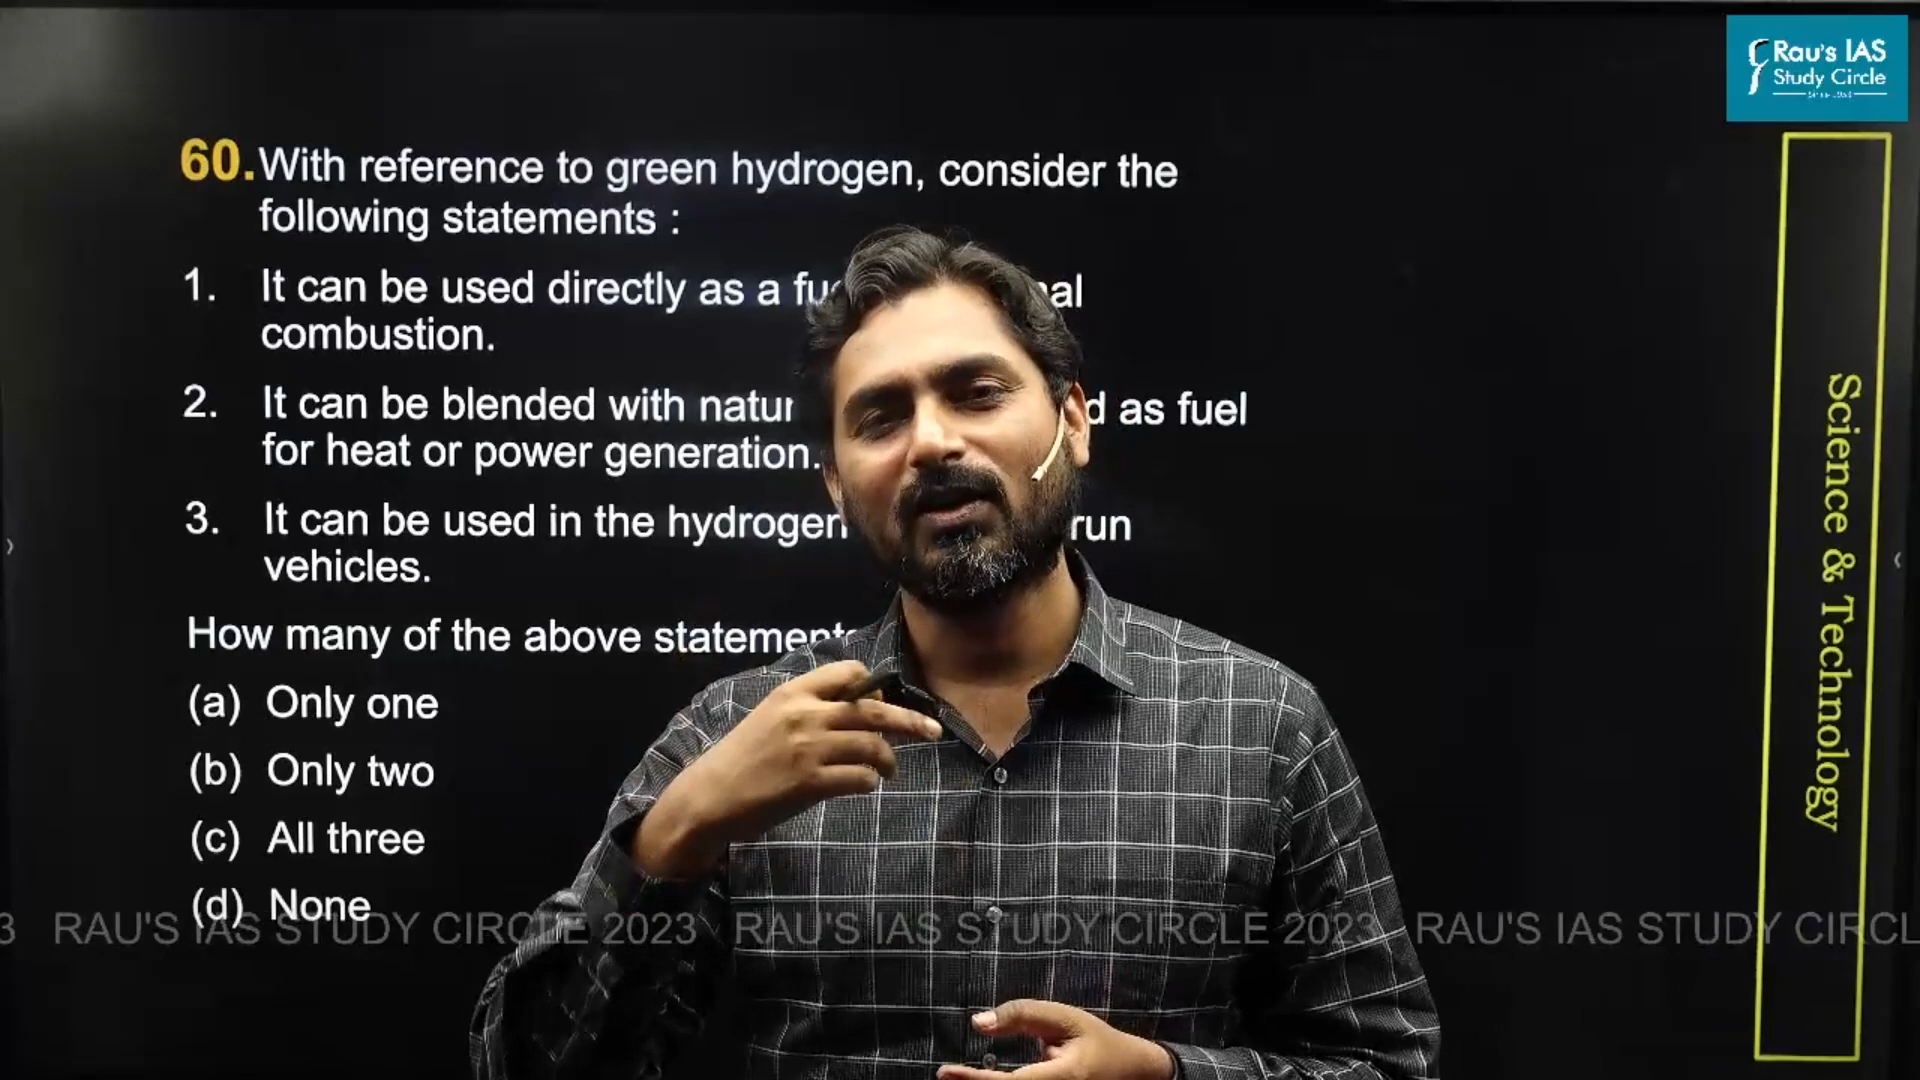 Rau's IAS
Study Circle
60. With reference to green hydrogen, consider the
following statements :
1. It can be used directly as a al
combustion.
2. It can be blended with as fuel
for heat or power generation.
3. It can be used in the hydrogen run
vehicles.
How many of the above
(a) Only one
(b) Only two
(c) All three
(d) None
Science & Technology
3 RAU'S IAS STUDY CIRCLE 2023 RAU'S IAS STUDY CIRCLE 2023 RAU'S IAS STUDY CIRCL